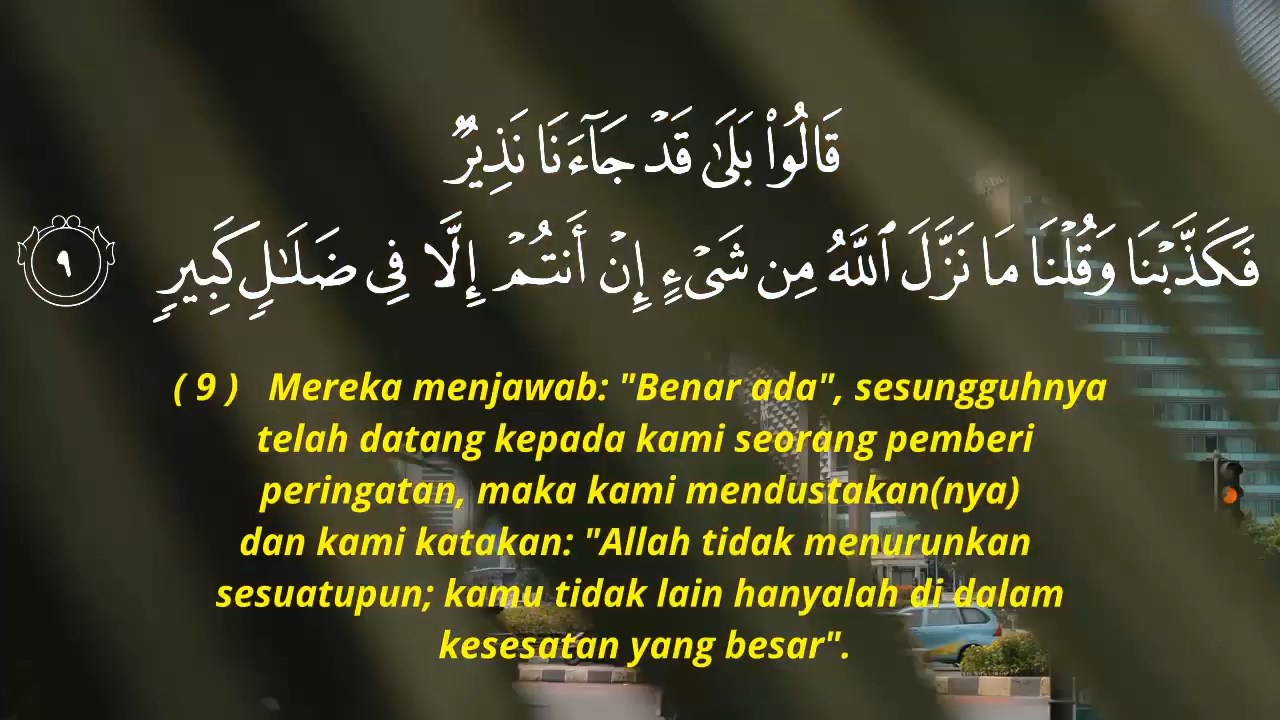 قَالُوا۟ بَلَىٰ قَدْ جَآءَنَا نَذِيرٌ
فَكَذَّبْنَا وَقُلْنَا مَا نَزَّلَ ٱللَّهُ مِن شَىْءٍ إِنْ أَنتُمْ إِلَّا فِى ضَلَـٰلٍ كَبِيرٍ ٩
( 9 ) Mereka menjawab: "Benar ada", sesungguhnya
telah datang kepada kami seorang pemberi
peringatan, maka kami mendustakan(nya)
dan kami katakan: "Allah tidak menurunkan
sesuatupun; kamu tidak lain hanyalah di dalam
kesesatan yang besar".